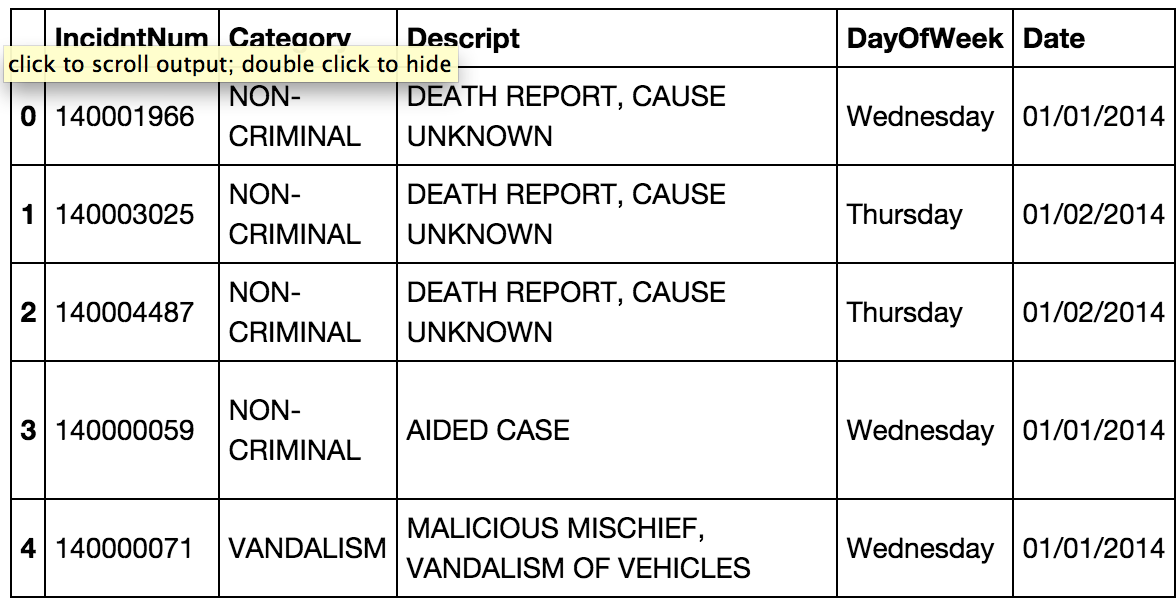 IncidntNum Category Descript DayOfWeek Date
click to scroll output; double click to hide
0 140001966 NON- DEATH REPORT, CAUSE Wednesday 01/01/2014
CRIMINAL UNKNOWN
1 140003025 NON- DEATH REPORT, CAUSE Thursday 01/02/2014
CRIMINAL UNKNOWN
2 140004487 NON- DEATH REPORT, CAUSE Thursday 01/02/2014
CRIMINAL UNKNOWN
3 140000059 NON- AIDED CASE Wednesday 01/01/2014
CRIMINAL
4 140000071 VANDALISM MALICIOUS MISCHIEF, Wednesday 01/01/2014
VANDALISM OF VEHICLES